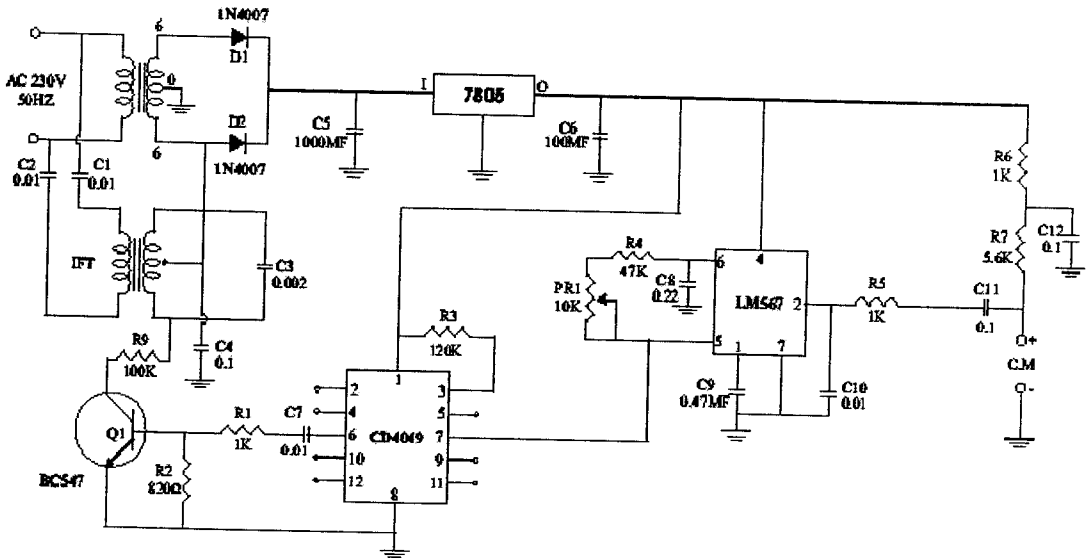 1N4007
D1
6
0
6
AC 230V
50HZ
D2
1N4007
I
7805
O
C5
1000MF
C6
100MF
C2
0.01
C1
0.01
IFT
C3
0.002
C4
0.1
R9
100K
Q1
BC547
R1
1K
R2
820Ω
C7
0.01
R3
120K
CD4049
1
2
3
4
5
6
7
10
9
12
11
8
R4
47K
PR1
10K
C8
0.22
LM567
6
4
2
5
1
7
C9
0.47MF
C10
0.01
R5
1K
C11
0.1
R6
1K
R7
5.6K
C12
0.1
+
C.M
-